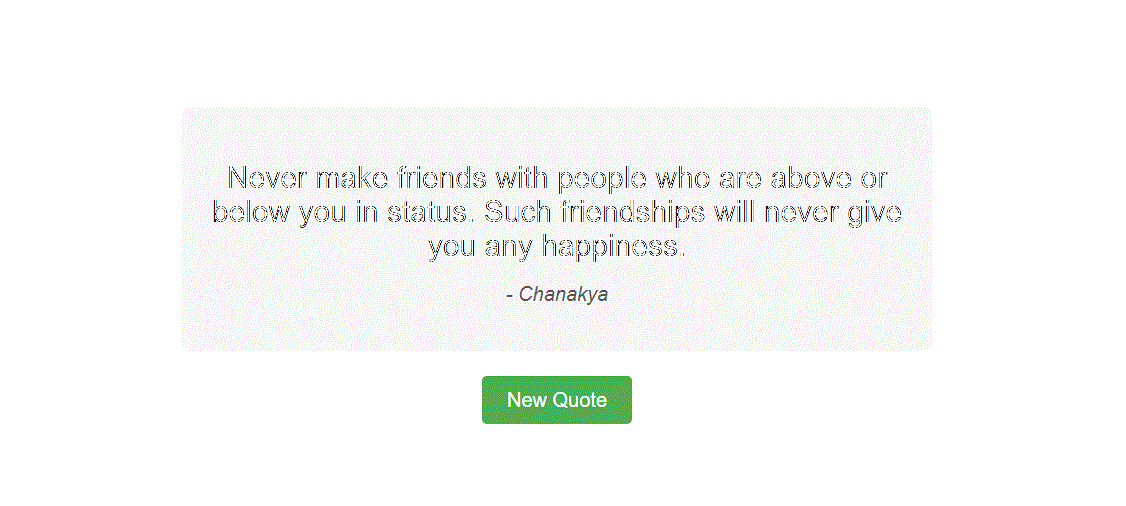 Never make friends with people who are above or
below you in status. Such friendships will never give
you any happiness.
- Chanakya
New Quote